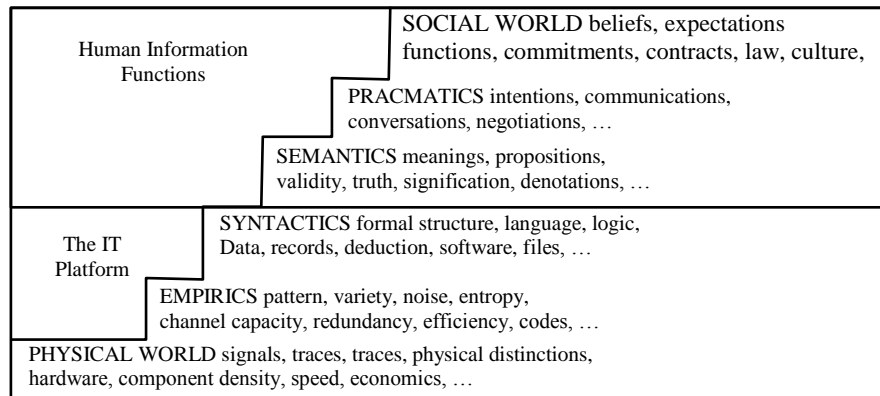 Human Information
Functions
SOCIAL WORLD beliefs, expectations
functions, commitments, contracts, law, culture,
PRACMATICS intentions, communications,
conversations, negotiations, …
SEMANTICS meanings, propositions,
validity, truth, signification, denotations, …
The IT
Platform
SYNTACTICS formal structure, language, logic,
Data, records, deduction, software, files, …
EMPIRICS pattern, variety, noise, entropy,
channel capacity, redundancy, efficiency, codes, …
PHYSICAL WORLD signals, traces, traces, physical distinctions,
hardware, component density, speed, economics, …